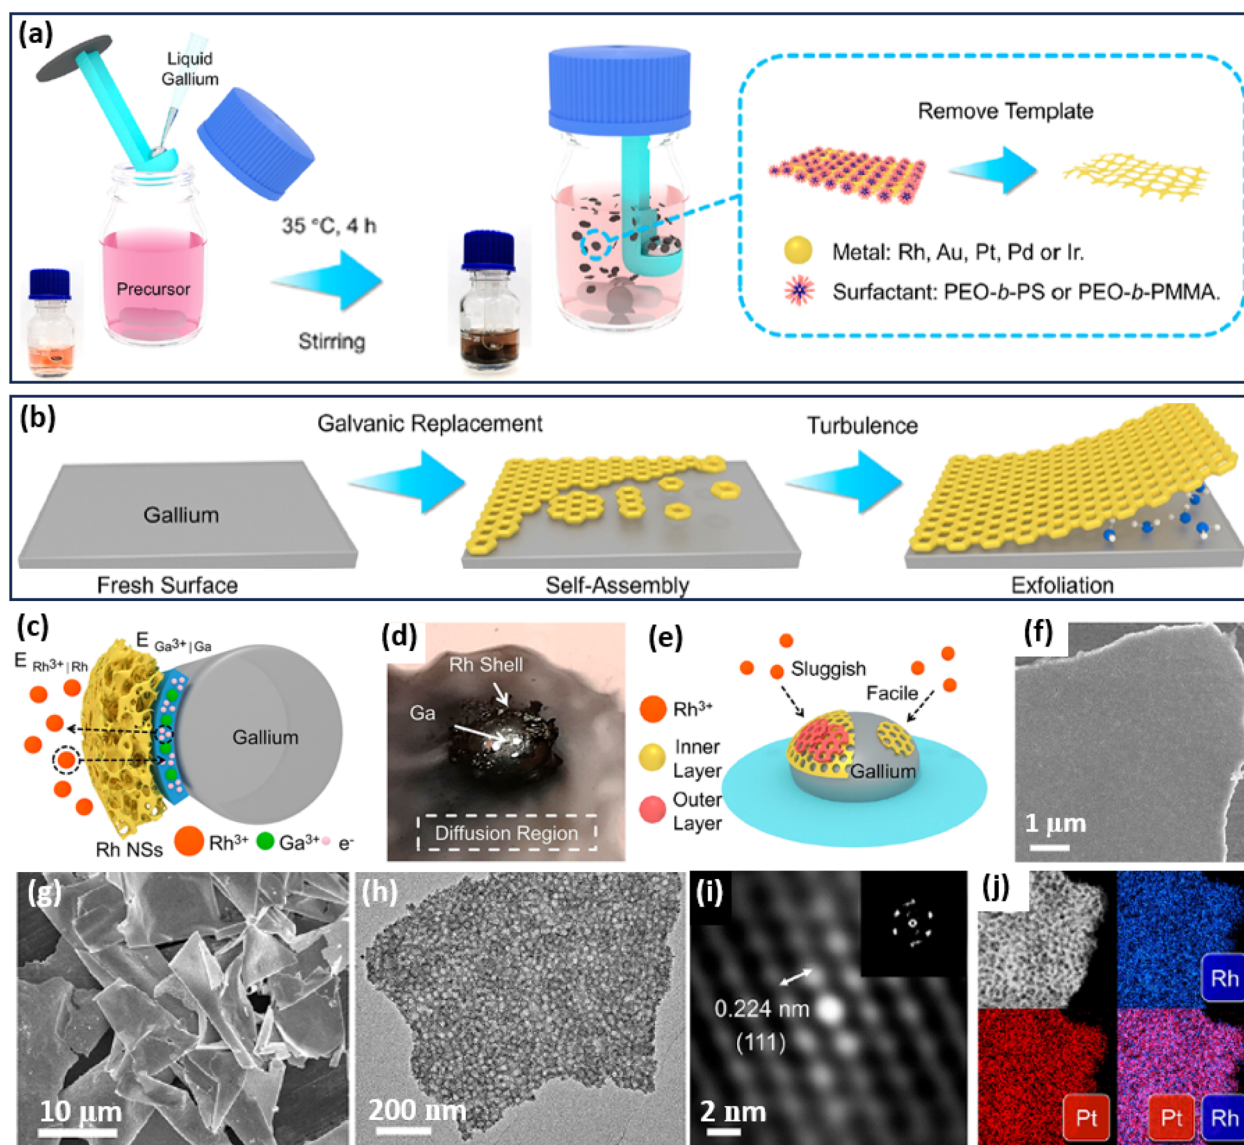 (a)
Liquid
Gallium
Precursor
35 °C, 4 h
Stirring
Remove Template
Metal: Rh, Au, Pt, Pd or Ir.
Surfactant: PEO-b-PS or PEO-b-PMMA.
(b)
Galvanic Replacement
Turbulence
Gallium
Fresh Surface
Self-Assembly
Exfoliation
(c)
E Rh³⁺|Rh
E Ga³⁺|Ga
Gallium
Rh NSs
Rh³⁺
Ga³⁺
e⁻
(d)
Rh Shell
Ga
Diffusion Region
(e)
Sluggish
Facile
Rh³⁺
Inner
Layer
Outer
Layer
Gallium
(f)
1 μm
(g)
10 μm
(h)
200 nm
(i)
0.224 nm
(111)
2 nm
(j)
Rh
Pt
Pt
Rh